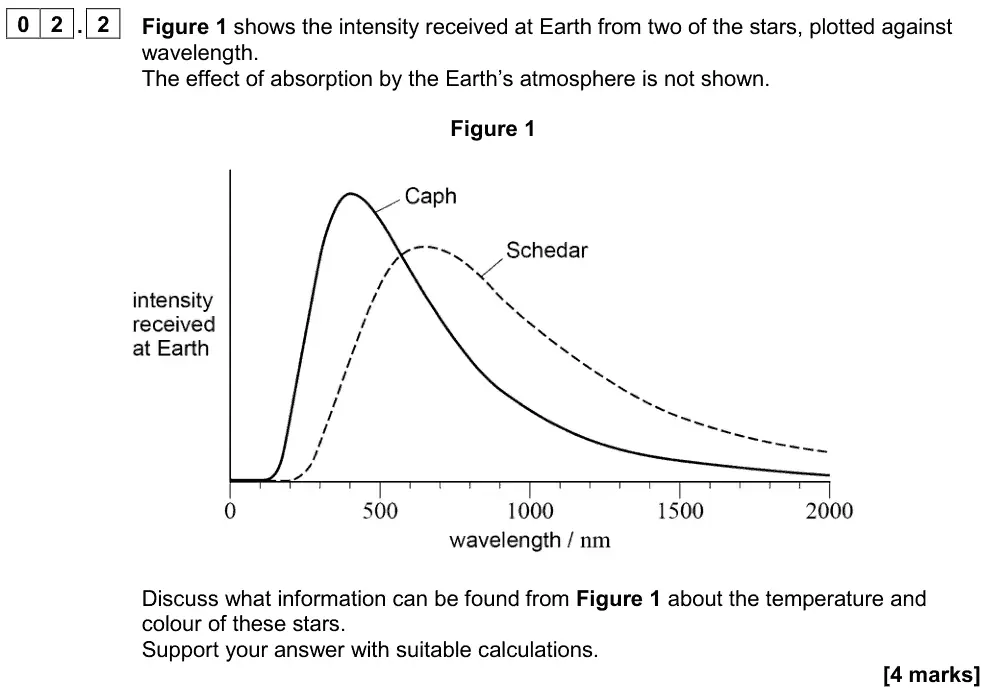 0 2 . 2 Figure 1 shows the intensity received at Earth from two of the stars, plotted against
wavelength.
The effect of absorption by the Earth's atmosphere is not shown.
Figure 1
Caph
Schedar
intensity
received
at Earth
0 500 1000 1500 2000
wavelength / nm
Discuss what information can be found from Figure 1 about the temperature and
colour of these stars.
Support your answer with suitable calculations.
[4 marks]